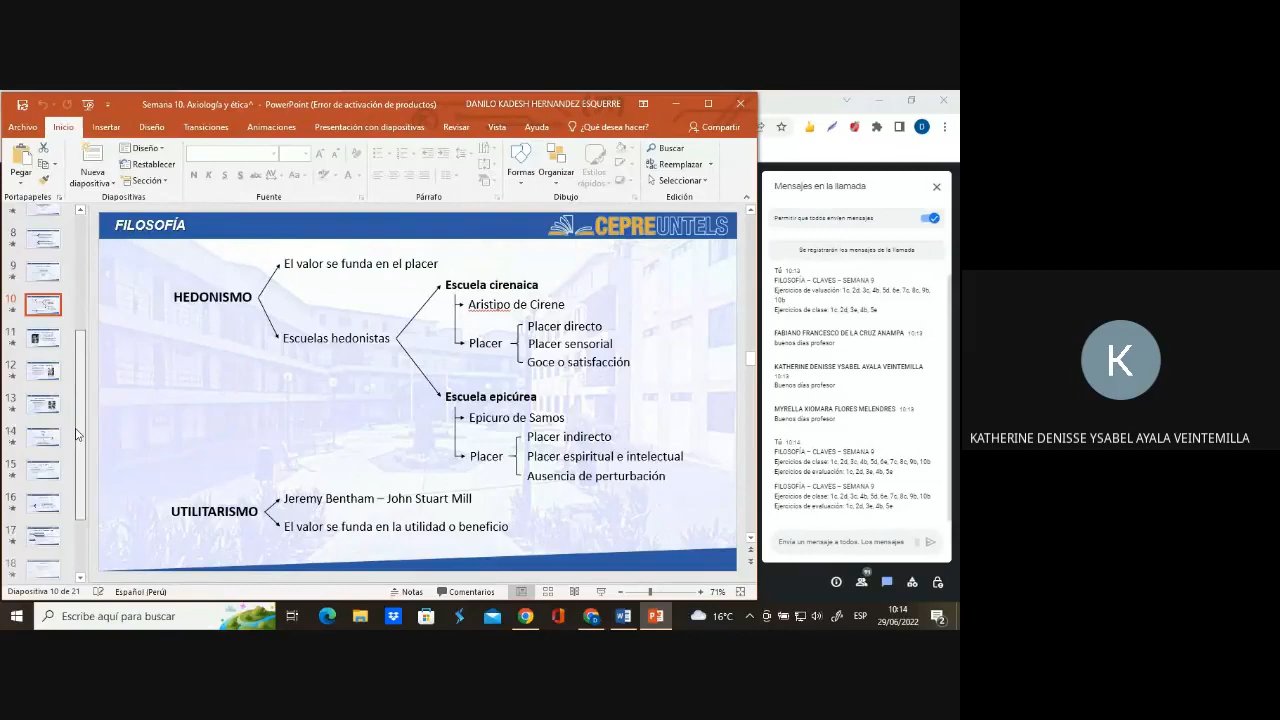 Semana 10. Axiología y ética^ - PowerPoint (Error de activación de productos)
DANILO KADESH HERNANDEZ ESQUERRE
Archivo Inicio Insertar Diseño Transiciones Animaciones Presentación con diapositivas Revisar Vista Ayuda ¿Qué desea hacer? Compartir
Pegar
Nueva diapositiva
Diseño
Restablecer
Sección
N K S S
Formas
Organizar
Estilos rápidos
Buscar
Reemplazar
Seleccionar
Portapapeles Diapositivas Fuente Párrafo Dibujo Edición
8
9
10
11
12
13
14
15
16
17
18
FILOSOFÍA
CEPREUNTELS
HEDONISMO
El valor se funda en el placer
Escuelas hedonistas
Escuela cirenaica
Aristipo de Cirene
Placer
Placer directo
Placer sensorial
Goce o satisfacción
Escuela epicúrea
Epicuro de Samos
Placer
Placer indirecto
Placer espiritual e intelectual
Ausencia de perturbación
UTILITARISMO
Jeremy Bentham – John Stuart Mill
El valor se funda en la utilidad o beneficio
Diapositiva 10 de 21 Español (Perú) Notas Comentarios 71%
Mensajes en la llamada
Permitir que todos envíen mensajes
Se registrarán los mensajes de la llamada
Tú 10:13
FILOSOFÍA – CLAVES – SEMANA 9
Ejercicios de valuación: 1c, 2d, 3c, 4b, 5d, 6e, 7c, 8c, 9b,
10b
Ejercicios de clase: 1c, 2d, 3e, 4b, 5e
FABIANO FRANCESCO DE LA CRUZ ANAMPA 10:13
buenos días profesor
KATHERINE DENISSE YSABEL AYALA VEINTEMILLA
10:13
Buenos días profesor
MYRELLA XIOMARA FLORES MELENDRES 10:13
Buenos días profesor
Tú 10:14
FILOSOFÍA – CLAVES – SEMANA 9
Ejercicios de clase: 1c, 2d, 3c, 4b, 5d, 6e, 7c, 8c, 9b, 10b
Ejercicios de evaluación: 1c, 2d, 3e, 4b, 5e
FILOSOFÍA – CLAVES – SEMANA 9
Ejercicios de clase: 1c, 2d, 3c, 4b, 5d, 6e, 7c, 8c, 9b, 10b
Ejercicios de evaluación: 1c, 2d, 3e, 4b, 5e
Envía un mensaje a todos. Los mensajes
Escribe aquí para buscar
16°C
ESP
10:14
29/06/2022
2
K
KATHERINE DENISSE YSABEL AYALA VEINTEMILLA